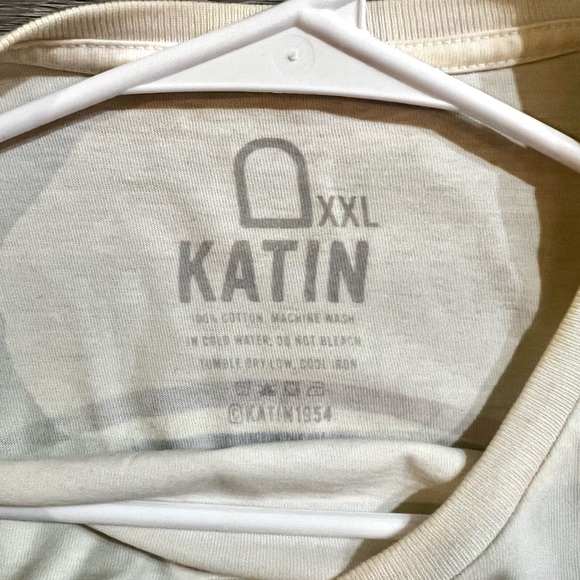 XXL
KATIN
100% COTTON. MACHINE WASH
IN COLD WATER, DO NOT BLEACH.
TUMBLE DRY LOW, COOL IRON
©KATIN1954